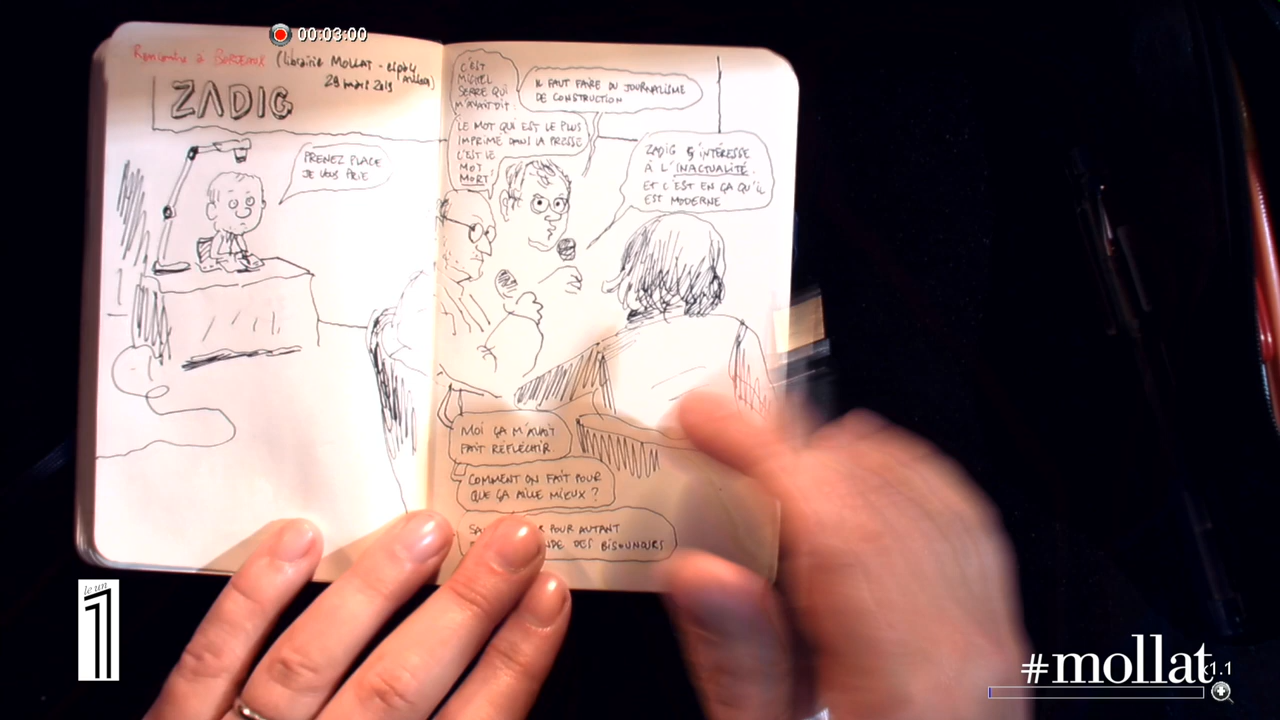 00:03:00
Rencontre à BORDEAUX (librairie MOLLAT -
29 mars 2019
ZADIG
PRENEZ PLACE
JE VOUS PRIE
C'EST
MICHEL
SERRE QUI
M'AVAIT DIT:
IL FAUT FAIRE DU JOURNALISME
DE CONSTRUCTION
LE MOT QUI EST LE PLUS
IMPRIMÉ DANS LA PRESSE
C'EST LE
MOT
MORT.
ZADIG S'INTÉRESSE
À L'INACTUALITÉ.
ET C'EST EN ÇA QU'IL
EST MODERNE
MOI ÇA M'AVAIT
FAIT RÉFLÉCHIR
COMMENT ON FAIT POUR
QUE ÇA AILLE MIEUX ?
POUR AUTANT
DES BISOUNOURS
le un
1
#mollat
x1.1